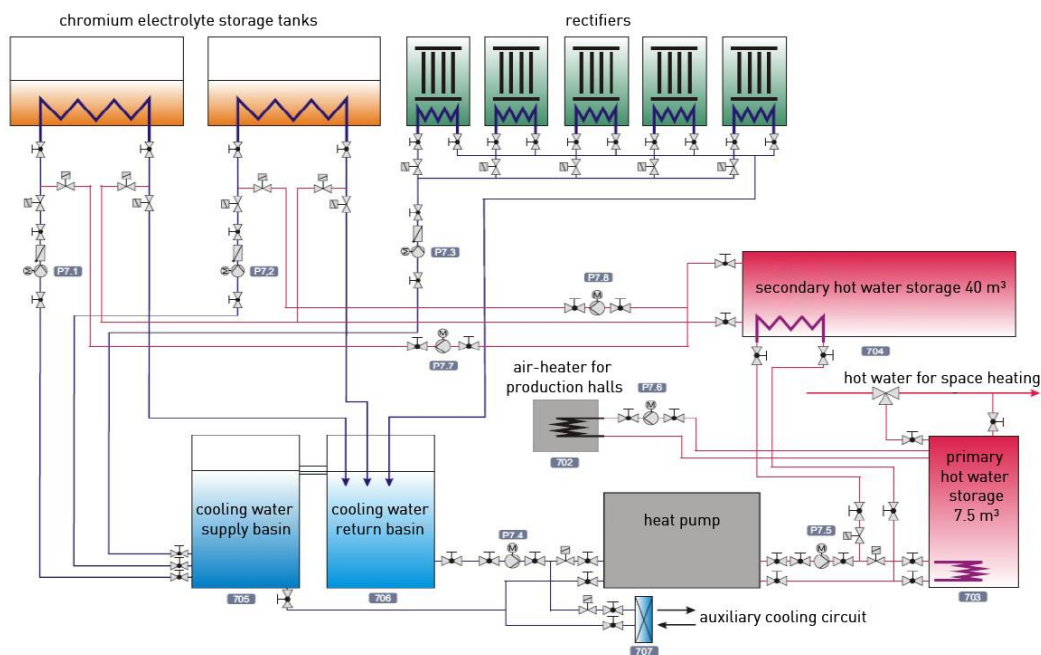 chromium electrolyte storage tanks
rectifiers
P7.1
P7.2
P7.3
P7.8
secondary hot water storage 40 m³
P7.7
704
air-heater for
production halls
P7.6
hot water for space heating
702
primary
hot water
storage
7.5 m³
cooling water
supply basin
cooling water
return basin
heat pump
P7.4
P7.5
705
706
703
auxiliary cooling circuit
707
M
M
M
M
M
M
M
M